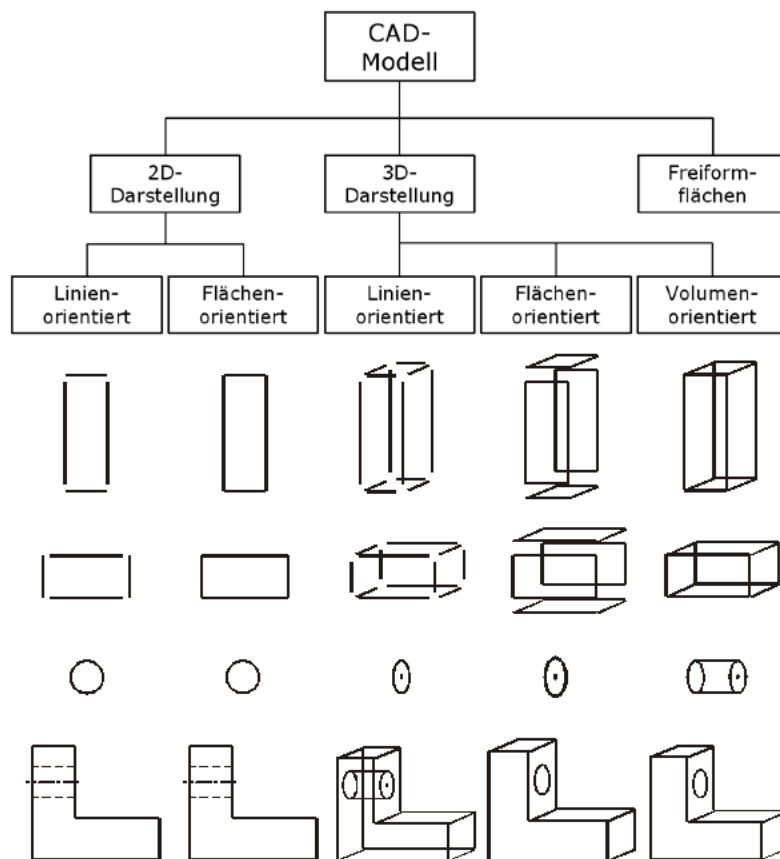 CAD-
Modell
2D-
Darstellung
3D-
Darstellung
Freiform-
flächen
Linien-
orientiert
Flächen-
orientiert
Linien-
orientiert
Flächen-
orientiert
Volumen-
orientiert